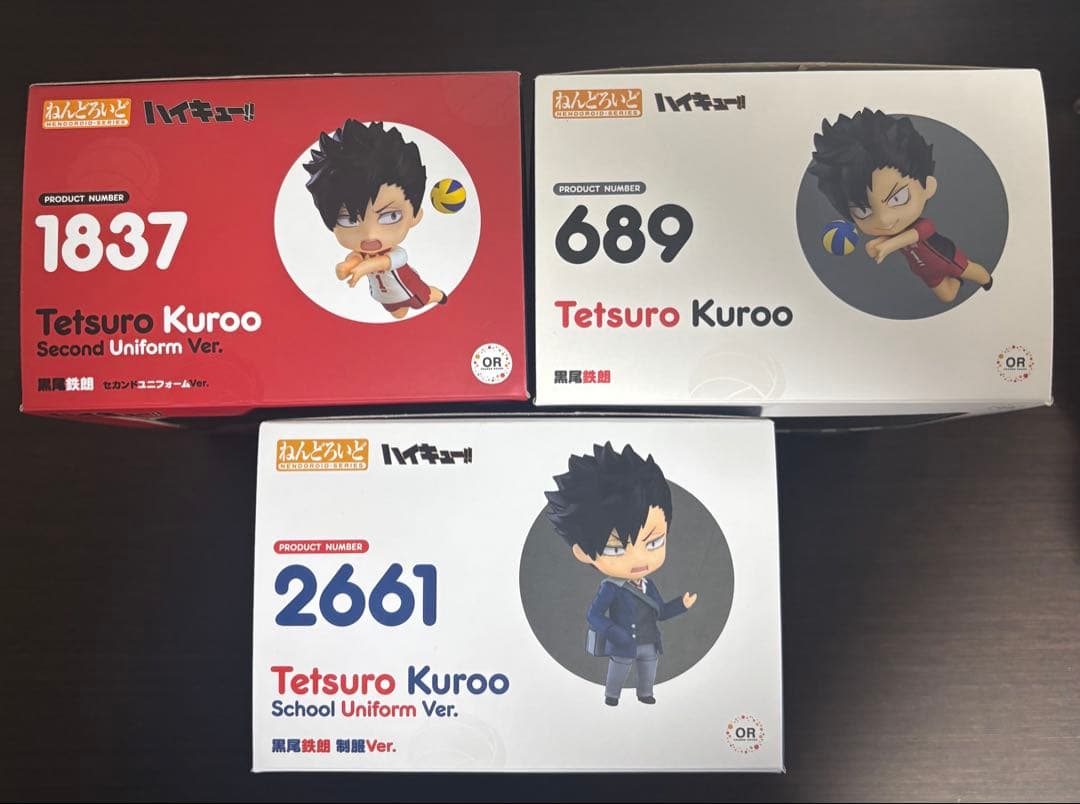 ねんどろいど
NENDOROID-SERIES
ハイキュー!!
PRODUCT NUMBER
1837
Tetsuro Kuroo
Second Uniform Ver.
黒尾鉄朗 セカンドユニフォームVer.
OR
ねんどろいど
NENDOROID-SERIES
ハイキュー!!
PRODUCT NUMBER
689
Tetsuro Kuroo
黒尾鉄朗
OR
ねんどろいど
NENDOROID-SERIES
ハイキュー!!
PRODUCT NUMBER
2661
Tetsuro Kuroo
School Uniform Ver.
黒尾鉄朗 制服Ver.
OR